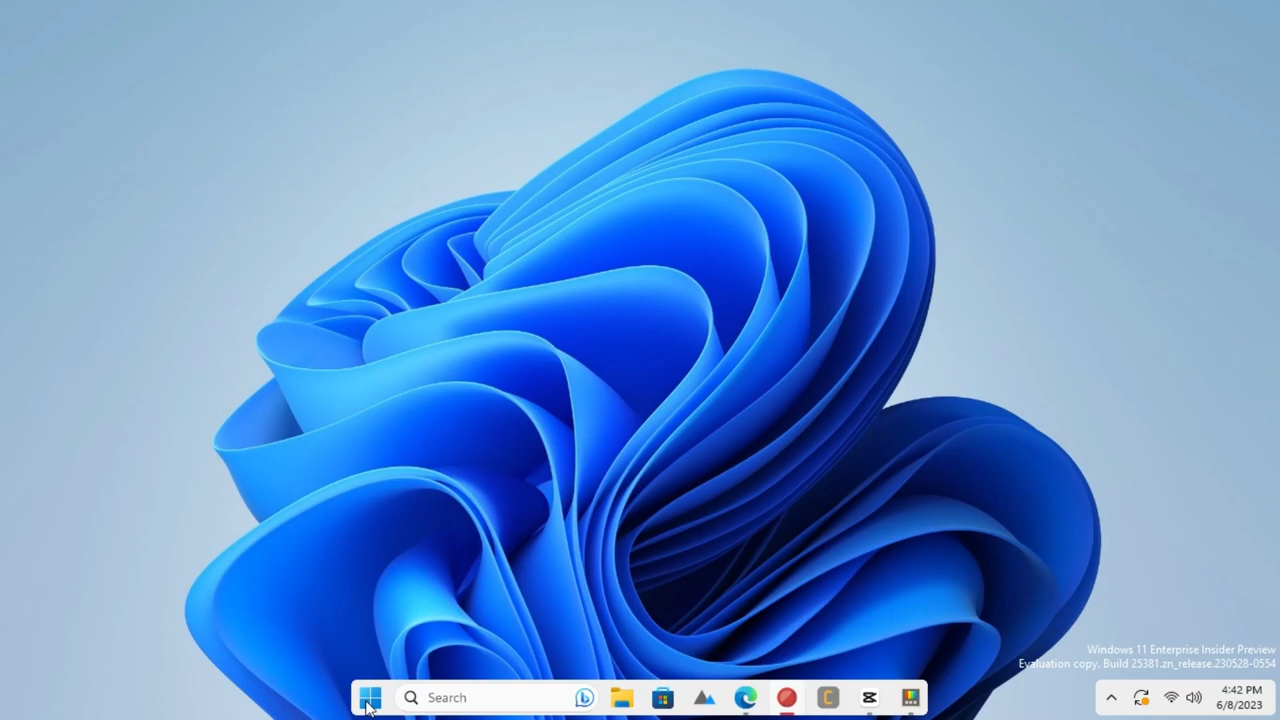 Windows 11 Enterprise Insider Preview
Evaluation copy. Build 25381.zn_release.230528-0554
Search
4:42 PM
6/8/2023